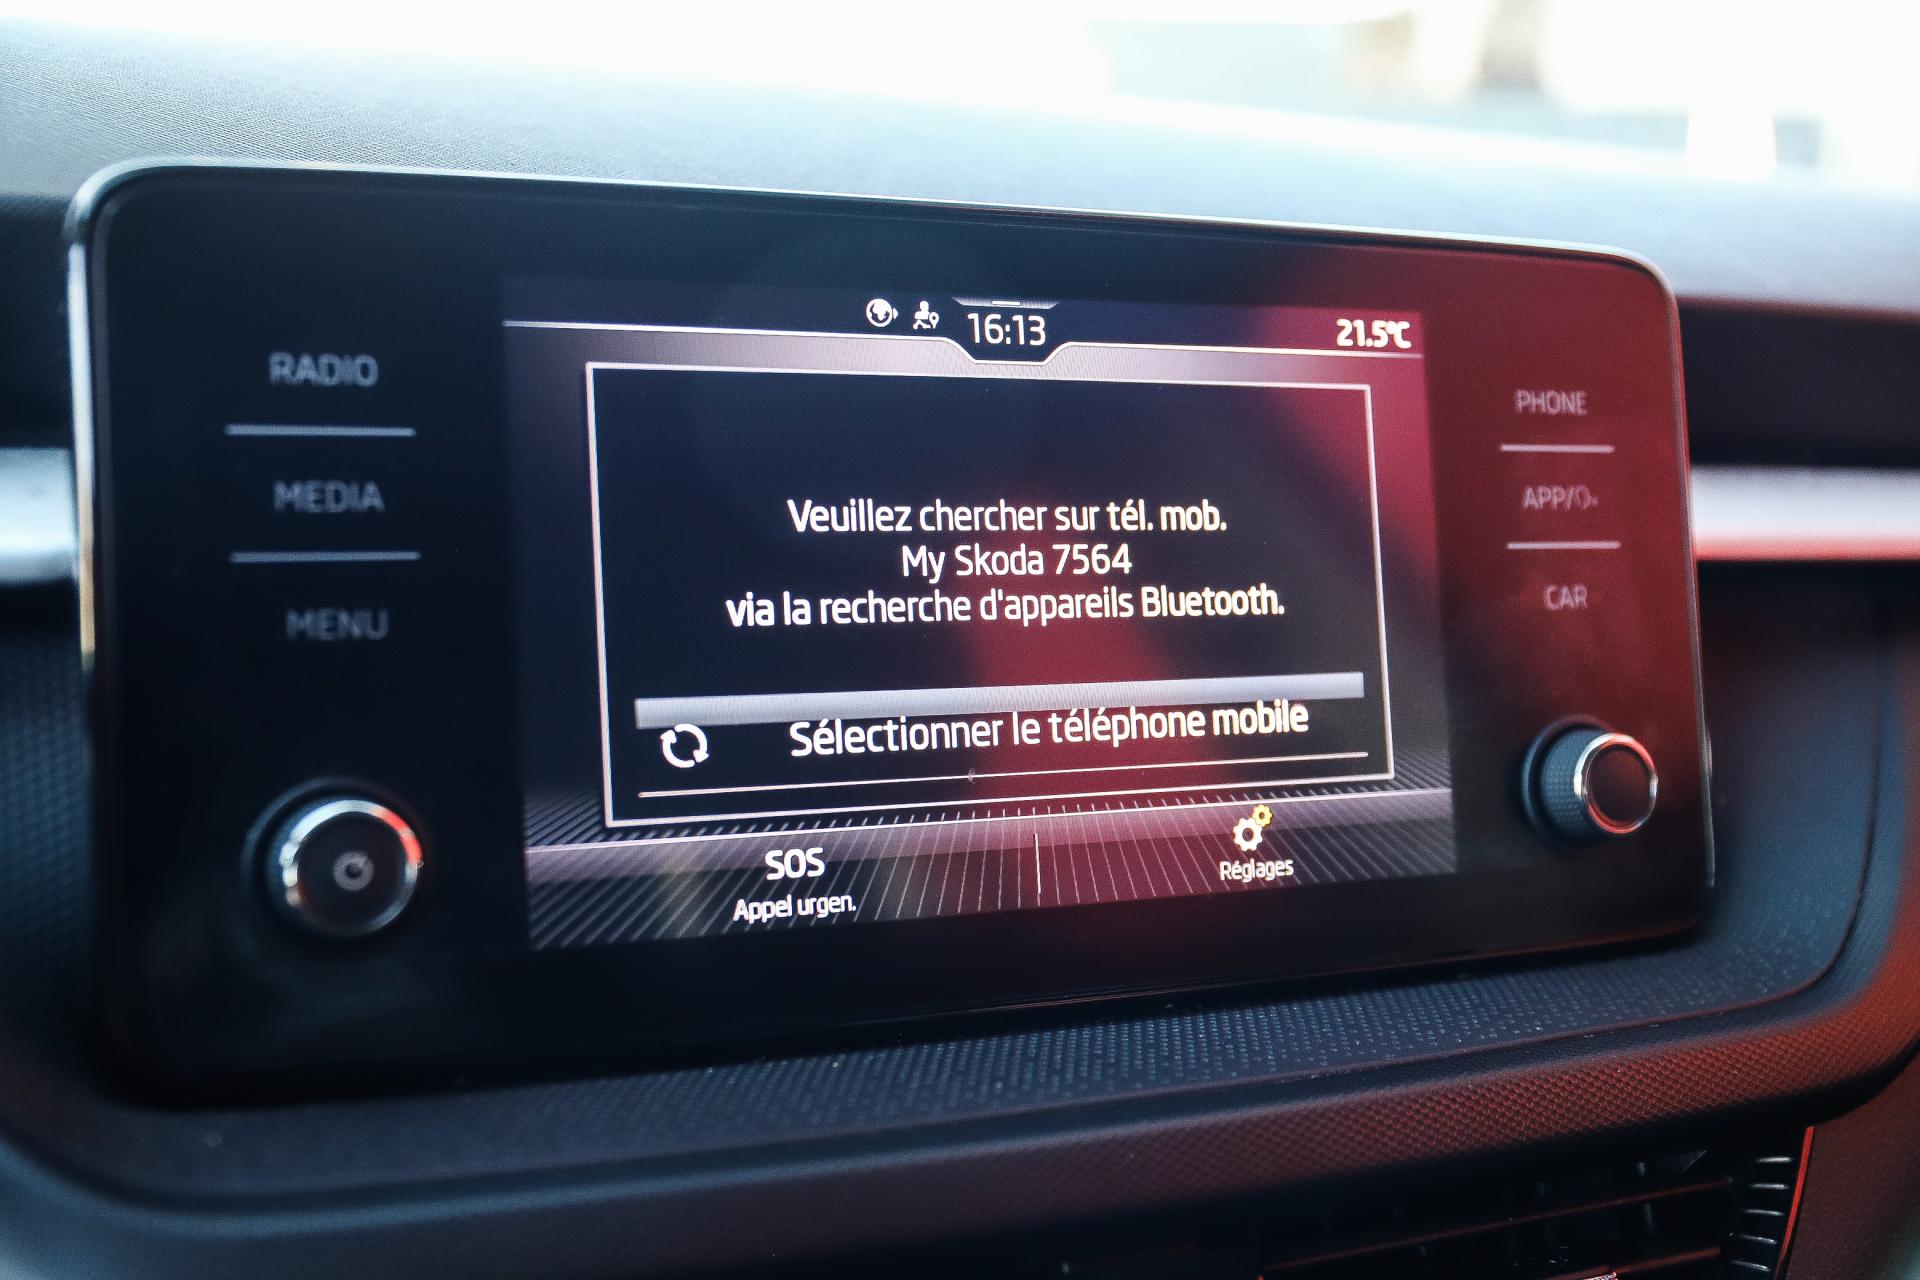 16:13
21.5°C
RADIO
MEDIA
MENU
Veuillez chercher sur tél. mob.
My Skoda 7564
via la recherche d'appareils Bluetooth.
Sélectionner le téléphone mobile
SOS
Appel urgen.
Réglages
PHONE
APP/
CAR